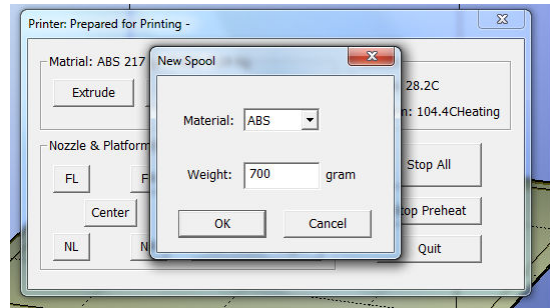 Printer: Prepared for Printing -
Matrial: ABS 217
New Spool
Extrude
28.2C
104.4CHeating
Material: ABS
Nozzle & Platform
Weight: 700 gram
Stop All
FL
Center
OK
Cancel
Preheat
NL
Quit